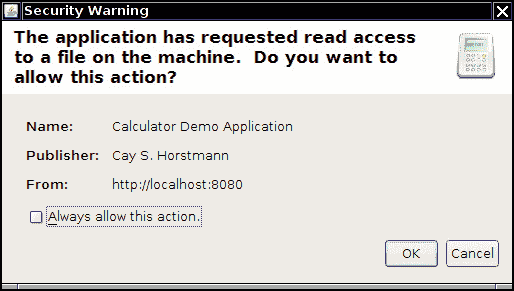 Security Warning
The application has requested read access
to a file on the machine.  Do you want to
allow this action?
Name: Calculator Demo Application
Publisher: Cay S. Horstmann
From: http://localhost:8080
Always allow this action.
OK Cancel